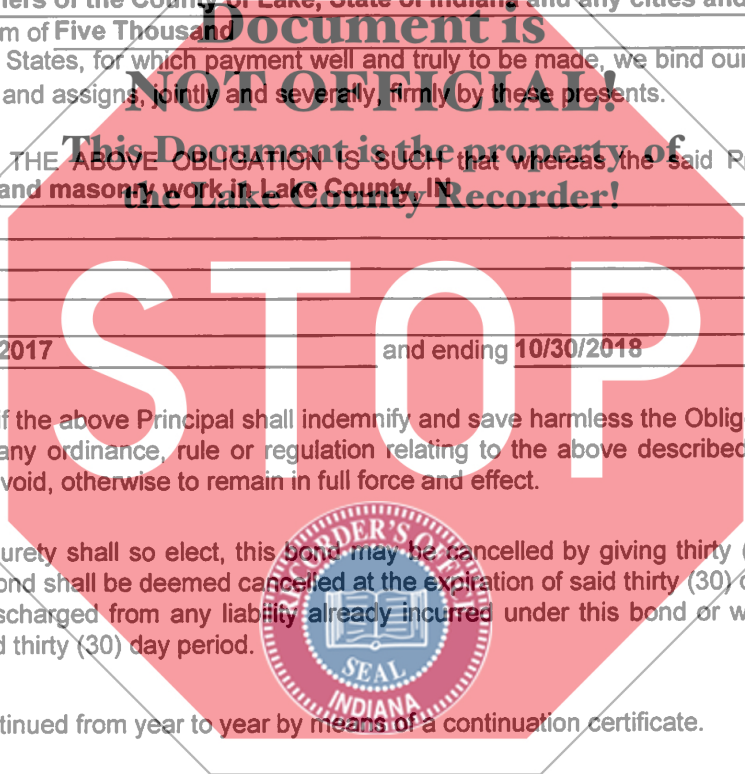 ers of the County of Lake, State of Indiana and any cities and
m of Five Thousand
Document is
States, for which payment well and truly to be made, we bind our
NOT OFFICIAL!
and assigns, jointly and severally, firmly by these presents.
This Document is the property of
THE ABOVE OBLIGATION IS SUCH that whereas the said Pr
the Lake County Recorder!
and masonry work in Lake County, IN
STOP
2017 and ending 10/30/2018
if the above Principal shall indemnify and save harmless the Oblig
any ordinance, rule or regulation relating to the above described
void, otherwise to remain in full force and effect.
urety shall so elect, this bond may be cancelled by giving thirty (
ond shall be deemed cancelled at the expiration of said thirty (30) d
scharged from any liability already incurred under this bond or w
d thirty (30) day period.
RECORDER'S OFFICE
SEAL
INDIANA
tinued from year to year by means of a continuation certificate.